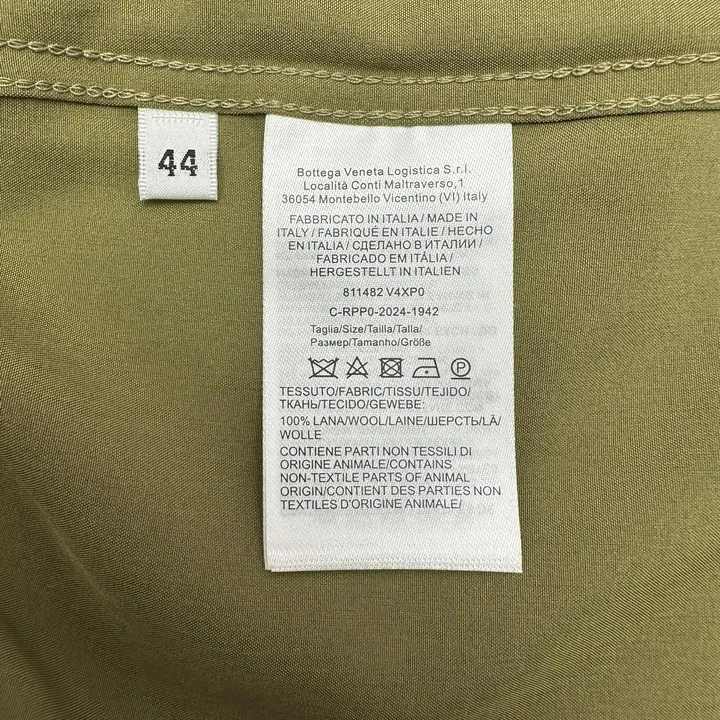 44
Bottega Veneta Logistica S.r.l.
Località Conti Maltraverso,1
36054 Montebello Vicentino (VI) Italy
FABBRICATO IN ITALIA / MADE IN
ITALY / FABRIQUÉ EN ITALIE / HECHO
EN ITALIA / СДЕЛАНО В ИТАЛИИ /
FABRICADO EM ITÁLIA /
HERGESTELLT IN ITALIEN
811482 V4XP0
C-RPP0-2024-1942
Taglia/Size/Tailla/Talla/
Размер/Tamanho/Größe
P
TESSUTO/FABRIC/TISSU/TEJIDO/
ТКАНЬ/TECIDO/GEWEBE:
100% LANA/WOOL/LAINE/ШЕРСТЬ/LÃ/
WOLLE
CONTIENE PARTI NON TESSILI DI
ORIGINE ANIMALE/CONTAINS
NON-TEXTILE PARTS OF ANIMAL
ORIGIN/CONTIENT DES PARTIES NON
TEXTILES D'ORIGINE ANIMALE/